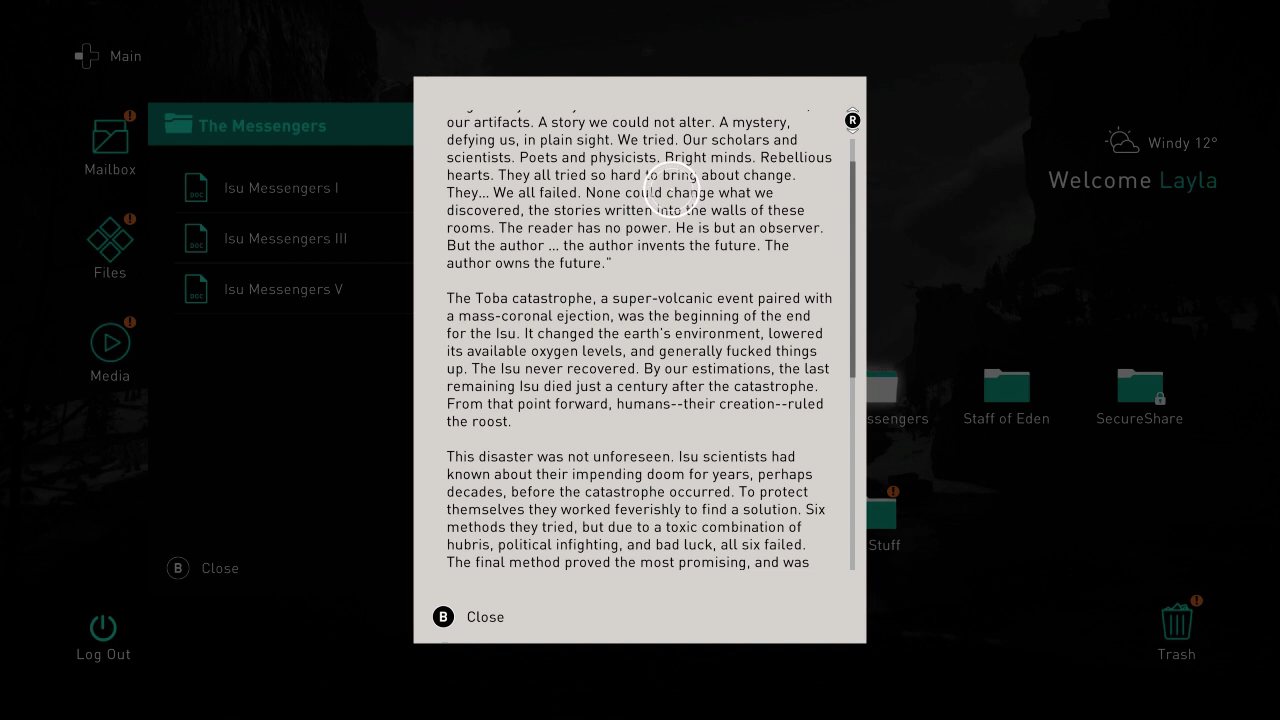 Main
The Messengers
Mailbox
Isu Messengers I
Isu Messengers III
Files
Isu Messengers V
Media
B Close
Log Out
our artifacts. A story we could not alter. A mystery,
defying us, in plain sight. We tried. Our scholars and
scientists. Poets and physicists. Bright minds. Rebellious
hearts. They all tried so hard to bring about change.
They... We all failed. None could change what we
discovered, the stories written into the walls of these
rooms. The reader has no power. He is but an observer.
But the author ... the author invents the future. The
author owns the future."
The Toba catastrophe, a super-volcanic event paired with
a mass-coronal ejection, was the beginning of the end
for the Isu. It changed the earth's environment, lowered
its available oxygen levels, and generally fucked things
up. The Isu never recovered. By our estimations, the last
remaining Isu died just a century after the catastrophe.
From that point forward, humans--their creation--ruled
the roost.
This disaster was not unforeseen. Isu scientists had
known about their impending doom for years, perhaps
decades, before the catastrophe occurred. To protect
themselves they worked feverishly to find a solution. Six
methods they tried, but due to a toxic combination of
hubris, political infighting, and bad luck, all six failed.
The final method proved the most promising, and was
B Close
R
Windy 12°
Welcome Layla
ssengers
Staff of Eden
SecureShare
Stuff
Trash
DOC
DOC
DOC